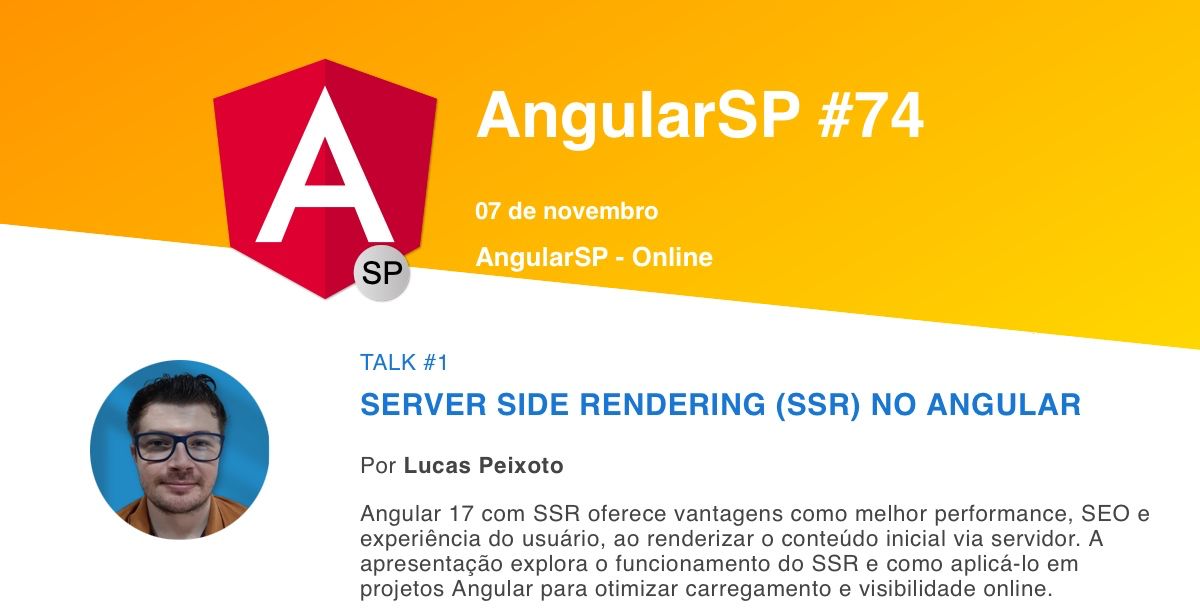 AngularSP #74
07 de novembro
AngularSP - Online
A
SP
TALK #1
SERVER SIDE RENDERING (SSR) NO ANGULAR
Por Lucas Peixoto
Angular 17 com SSR oferece vantagens como melhor performance, SEO e
experiência do usuário, ao renderizar o conteúdo inicial via servidor. A
apresentação explora o funcionamento do SSR e como aplicá-lo em
projetos Angular para otimizar carregamento e visibilidade online.